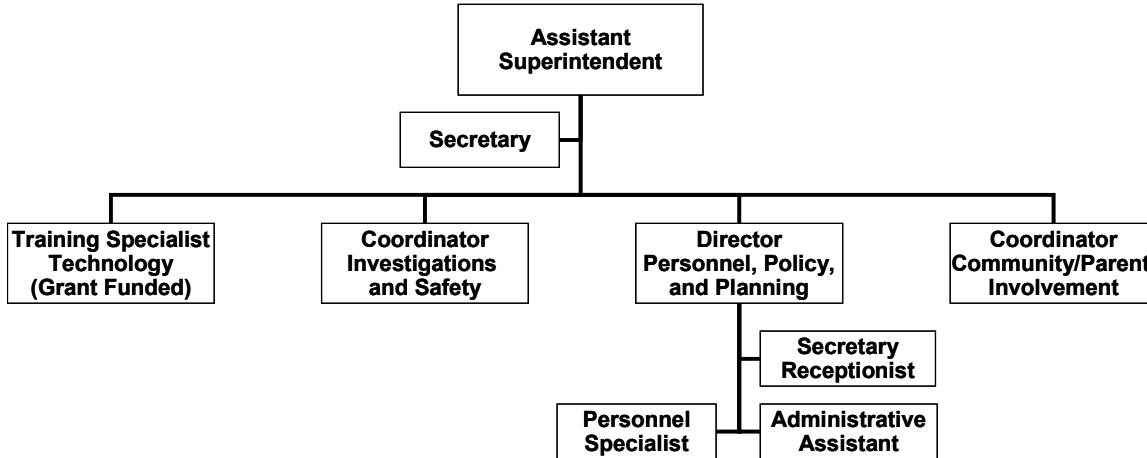 Assistant
Superintendent
Secretary
Training Specialist
Technology
(Grant Funded)
Coordinator
Investigations
and Safety
Director
Personnel, Policy,
and Planning
Coordinator
Community/Parent
Involvement
Secretary
Receptionist
Personnel
Specialist
Administrative
Assistant